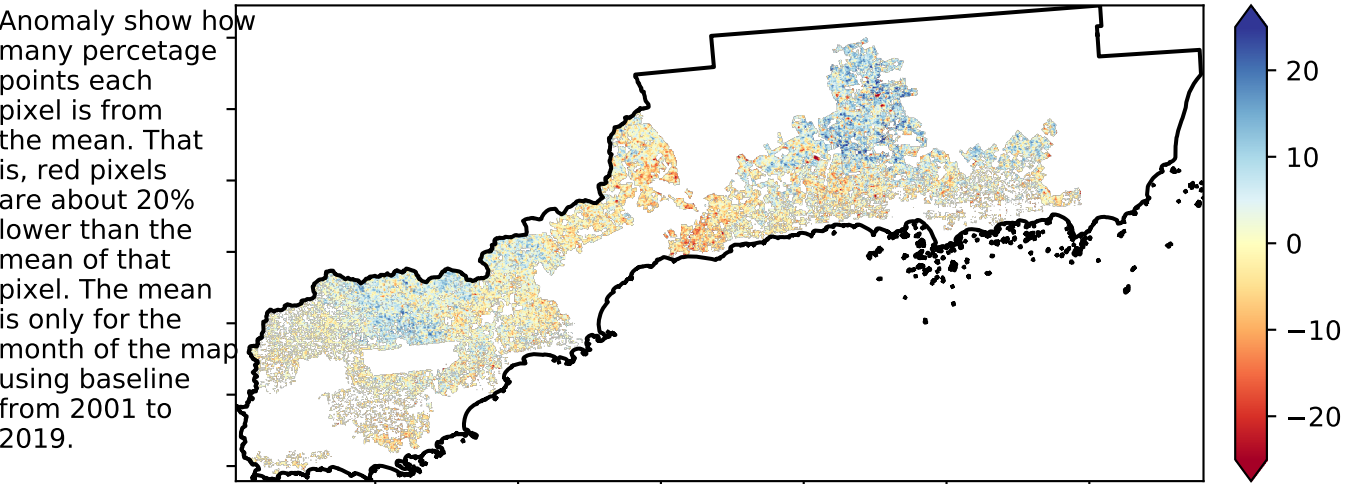 Anomaly show how
many percetage
points each
pixel is from
the mean. That
is, red pixels
are about 20%
lower than the
mean of that
pixel. The mean
is only for the
month of the map
using baseline
from 2001 to
2019.
20
10
0
−10
−20